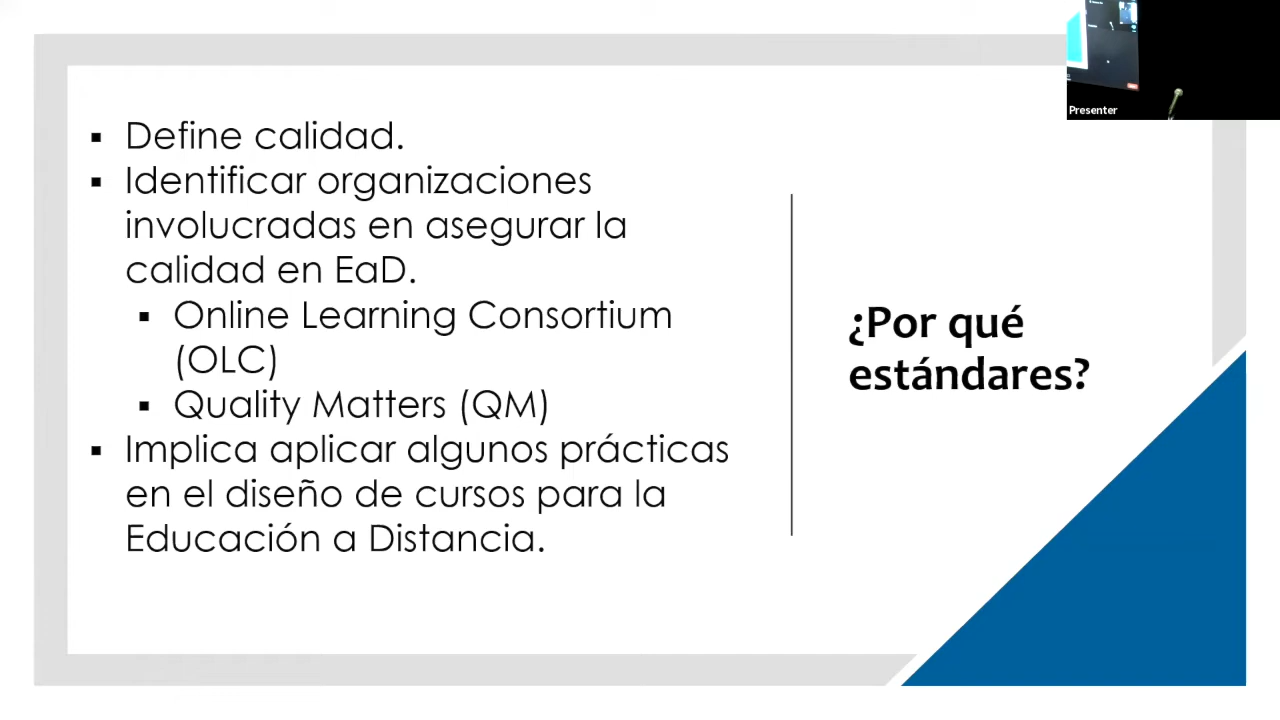 Presenter
▪ Define calidad.
▪ Identificar organizaciones
involucradas en asegurar la
calidad en EaD.
▪ Online Learning Consortium
(OLC)
▪ Quality Matters (QM)
▪ Implica aplicar algunos prácticas
en el diseño de cursos para la
Educación a Distancia.
¿Por qué
estándares?